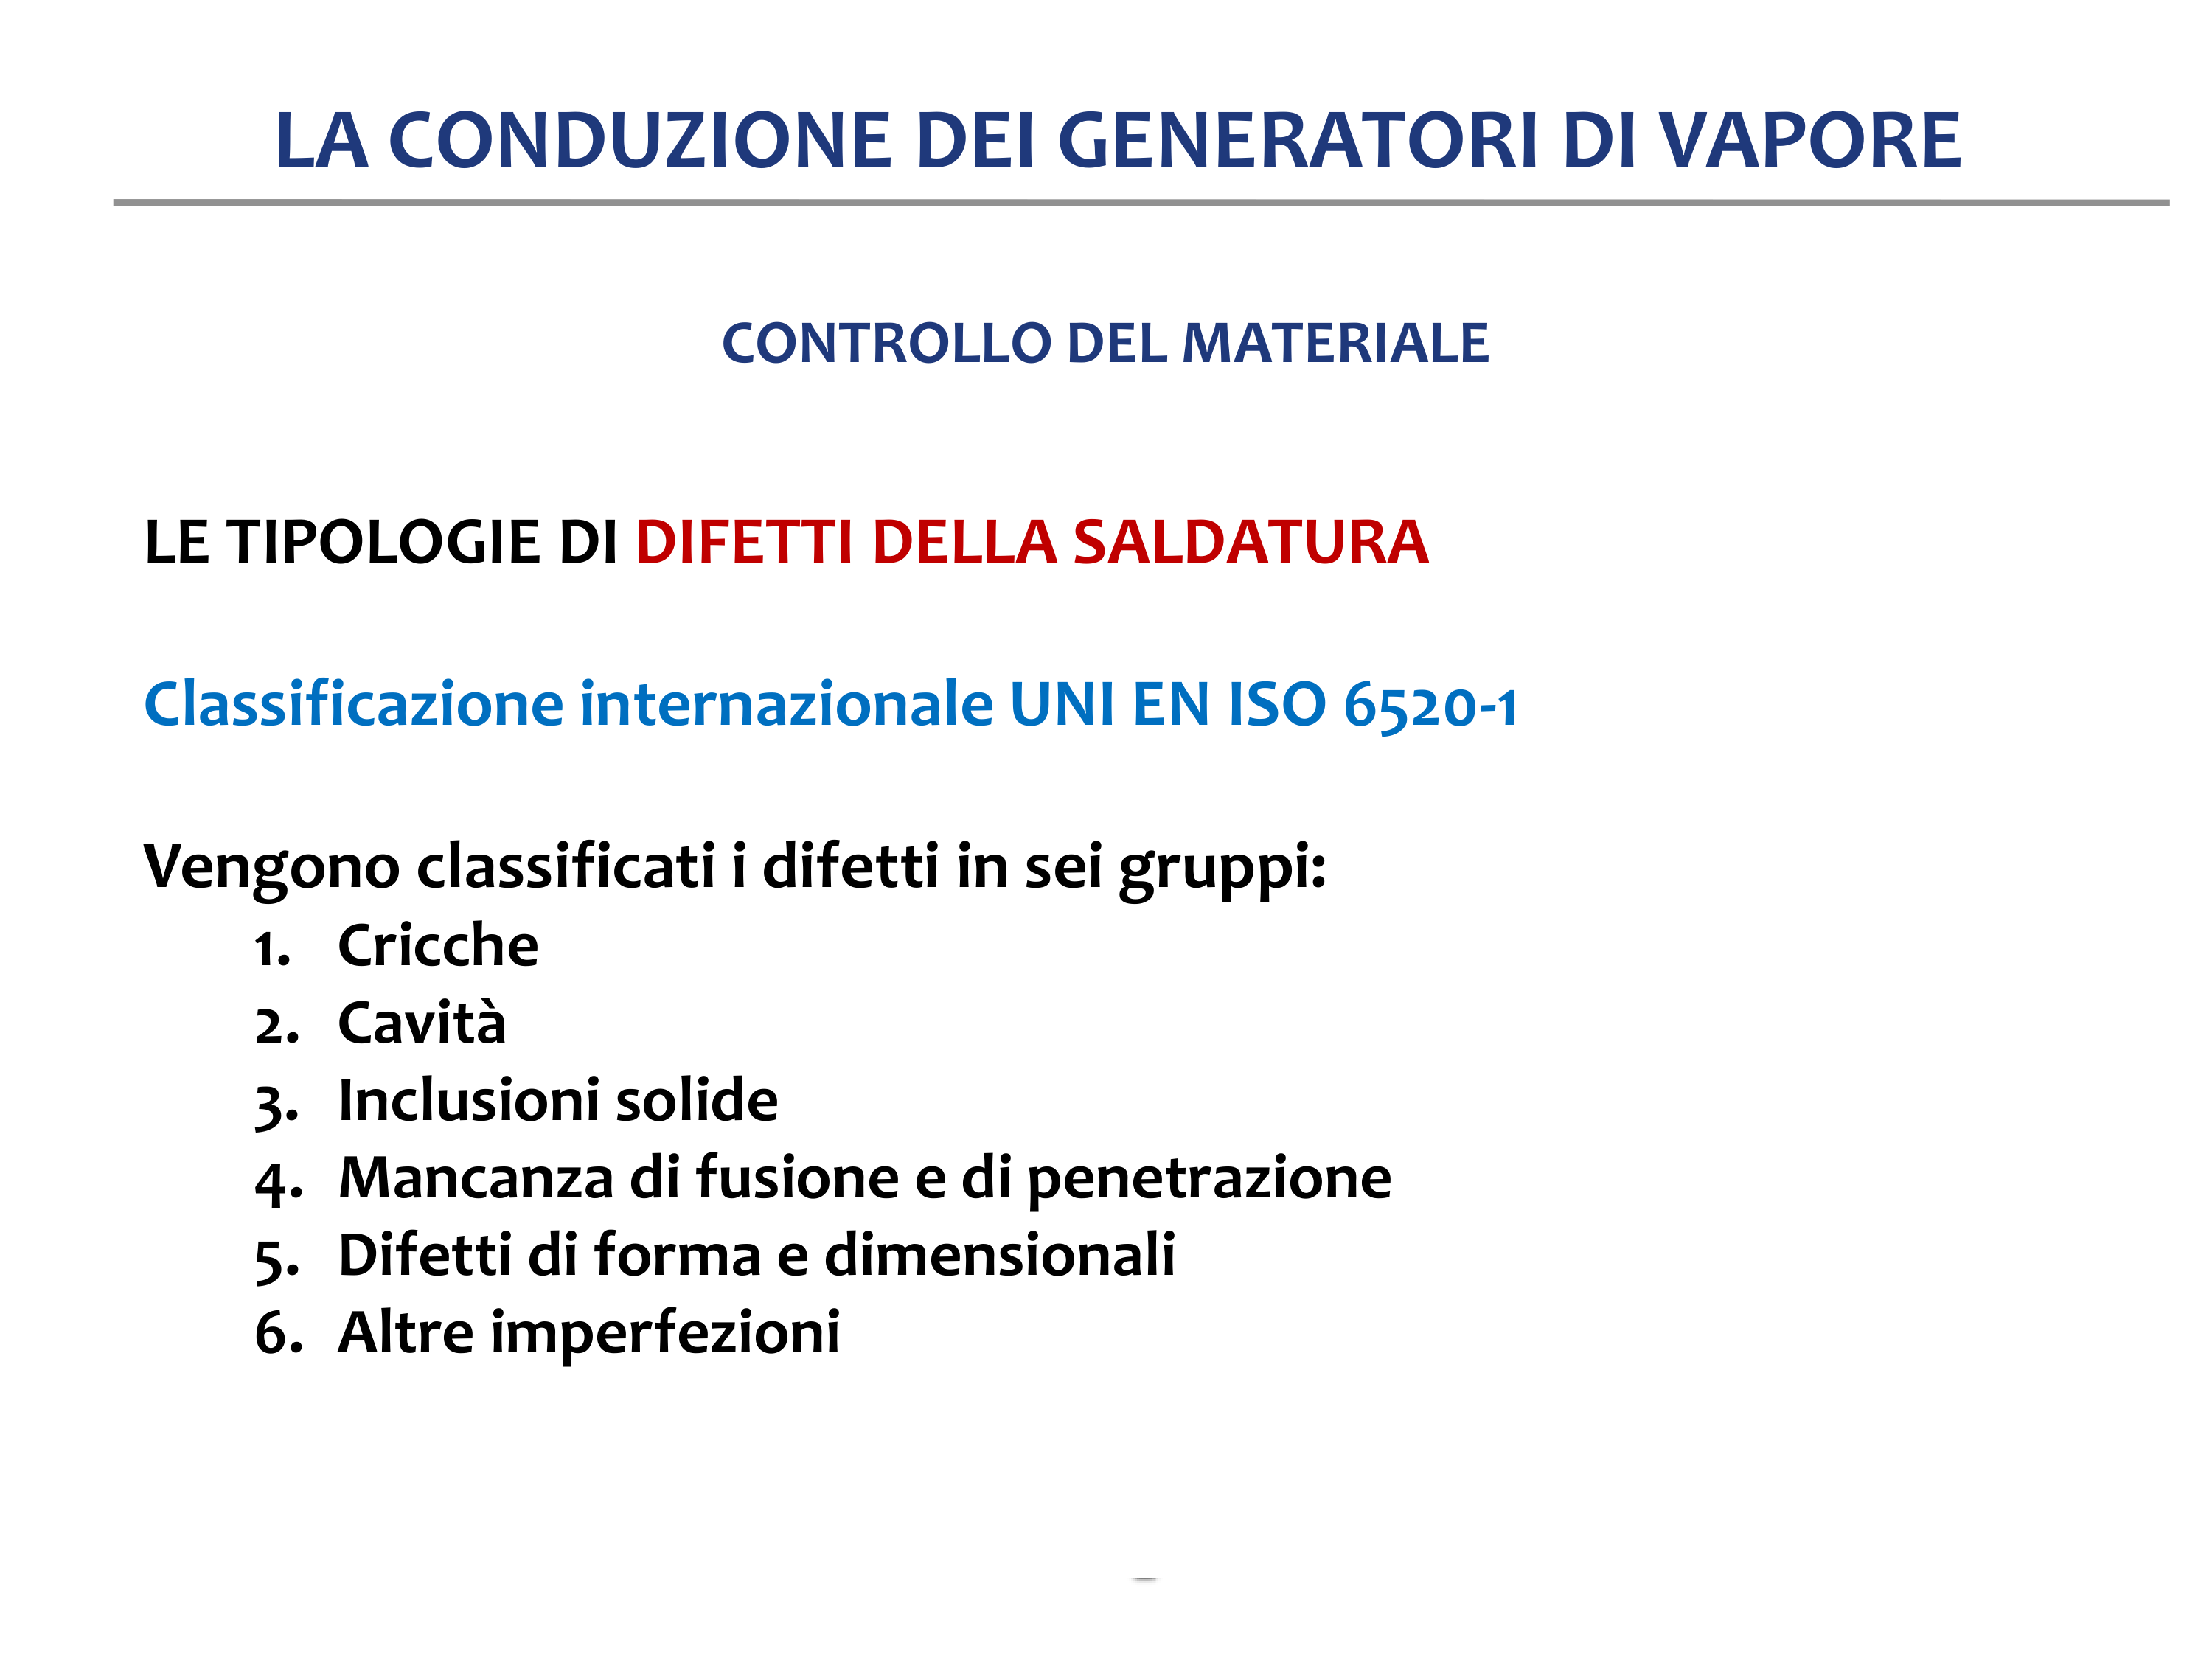 LA CONDUZIONE DEI GENERATORI DI VAPORE
CONTROLLO DEL MATERIALE
LE TIPOLOGIE DI DIFETTI DELLA SALDATURA
Classificazione internazionale UNI EN ISO 6520-1
Vengono classificati i difetti in sei gruppi:
1. Cricche
2. Cavità
3. Inclusioni solide
4. Mancanza di fusione e di penetrazione
5. Difetti di forma e dimensionali
6. Altre imperfezioni